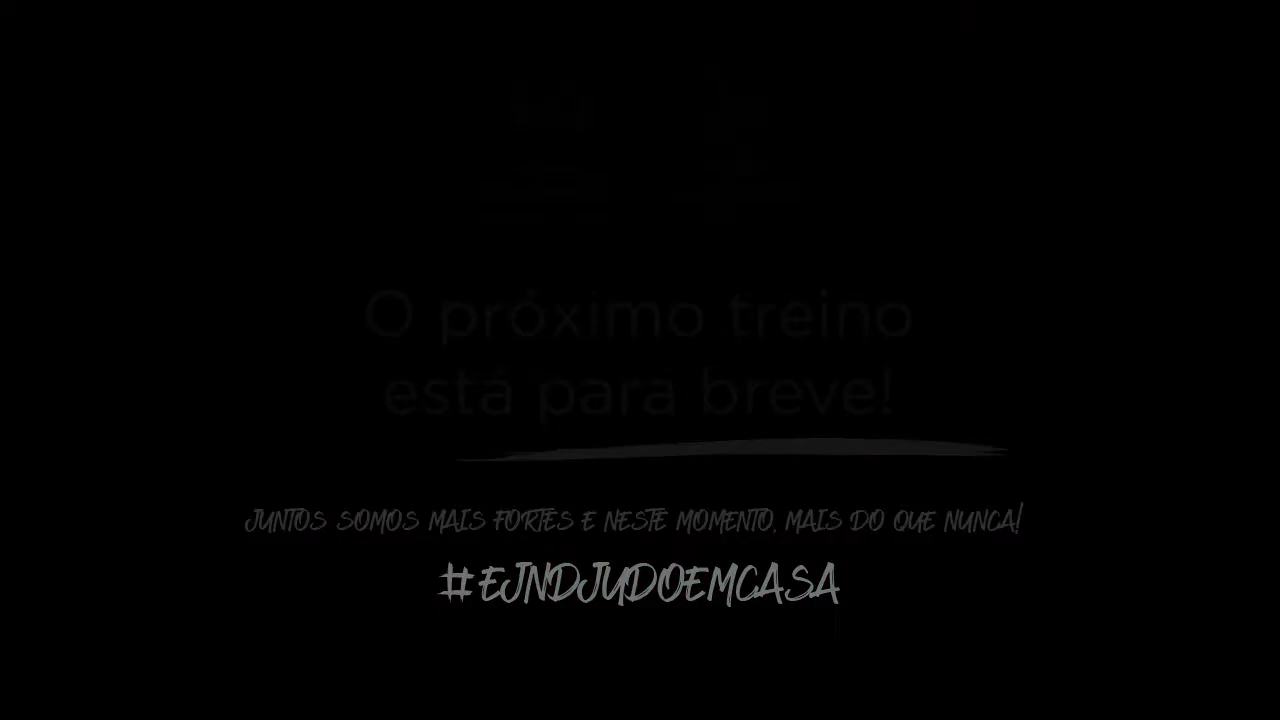 O próximo treino
está para breve!
JUNTOS SOMOS MAIS FORTES E NESTE MOMENTO, MAIS DO QUE NUNCA!
#EJNDJUDOEMCASA